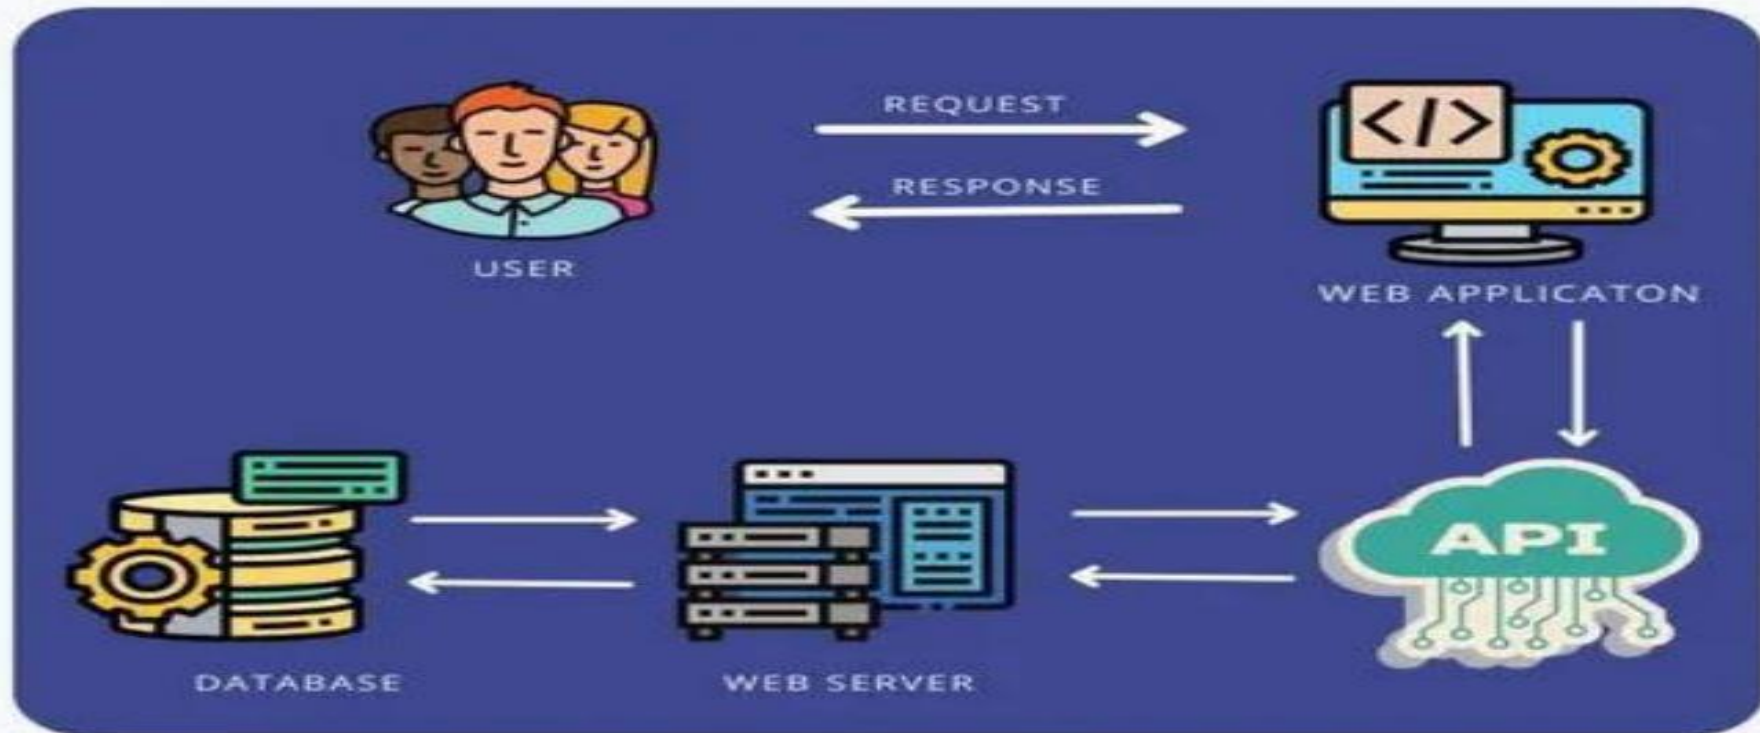 REQUEST
RESPONSE
USER
WEB APPLICATON
</>
API
DATABASE
WEB SERVER